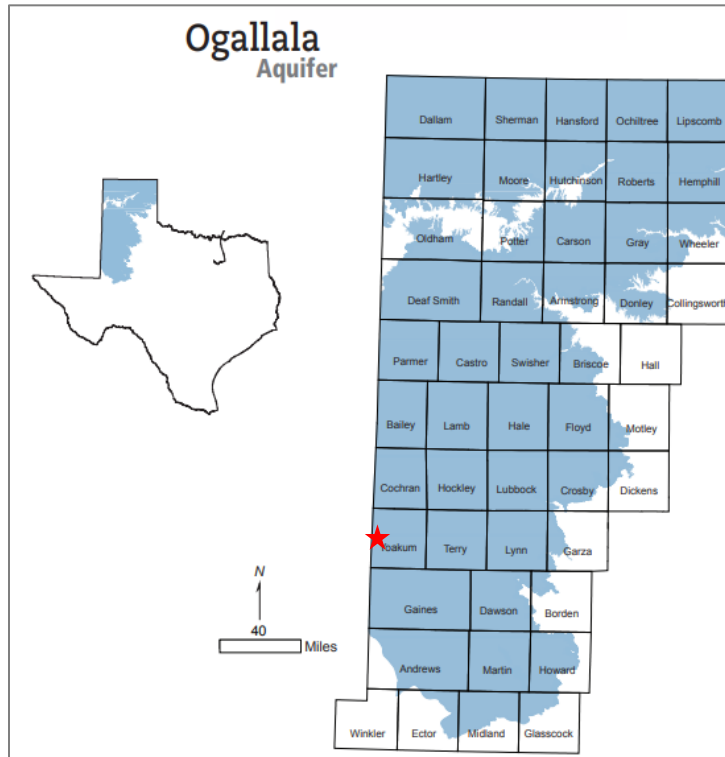 Ogallala
Aquifer
Dallam Sherman Hansford Ochiltree Lipscomb
Hartley Moore Hutchinson Roberts Hemphill
Oldham Potter Carson Gray Wheeler
Deaf Smith Randall Armstrong Donley Collingsworth
Parmer Castro Swisher Briscoe Hall
Bailey Lamb Hale Floyd Motley
Cochran Hockley Lubbock Crosby Dickens
Yoakum Terry Lynn Garza
N
Gaines Dawson Borden
40
Miles
Andrews Martin Howard
Winkler Ector Midland Glasscock